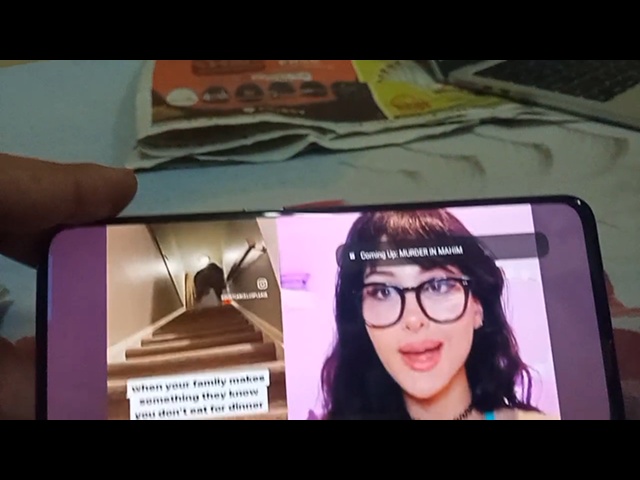 Coming Up: MURDER IN MAHIM
when your family makes
something they know
you don't eat for dinner